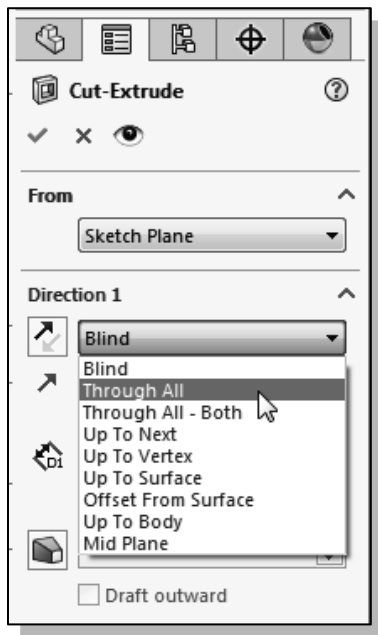 Cut-Extrude
From
Sketch Plane
Direction 1
Blind
Blind
Through All
Through All - Both
Up To Next
Up To Vertex
D1
Up To Surface
Offset From Surface
Up To Body
Mid Plane
Draft outward